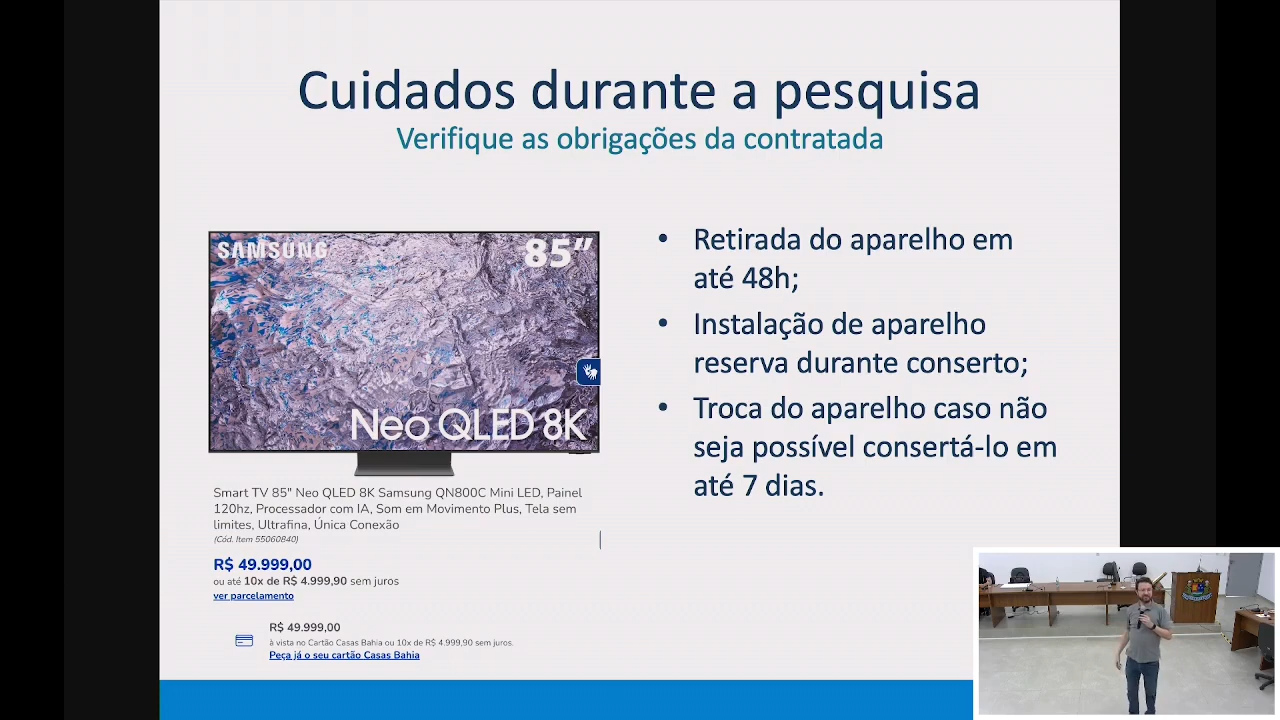 Cuidados durante a pesquisa
Verifique as obrigações da contratada
SAMSUNG
85”
Neo QLED 8K
Smart TV 85" Neo QLED 8K Samsung QN800C Mini LED, Painel
120hz, Processador com IA, Som em Movimento Plus, Tela sem
limites, Ultrafina, Única Conexão
(Cód. Item 55060840)
R$ 49.999,00
ou até 10x de R$ 4.999,90 sem juros
ver parcelamento
R$ 49.999,00
à vista no Cartão Casas Bahia ou 10x de R$ 4.999,90 sem juros.
Peça já o seu cartão Casas Bahia
• Retirada do aparelho em
até 48h;
• Instalação de aparelho
reserva durante conserto;
• Troca do aparelho caso não
seja possível consertá-lo em
até 7 dias.